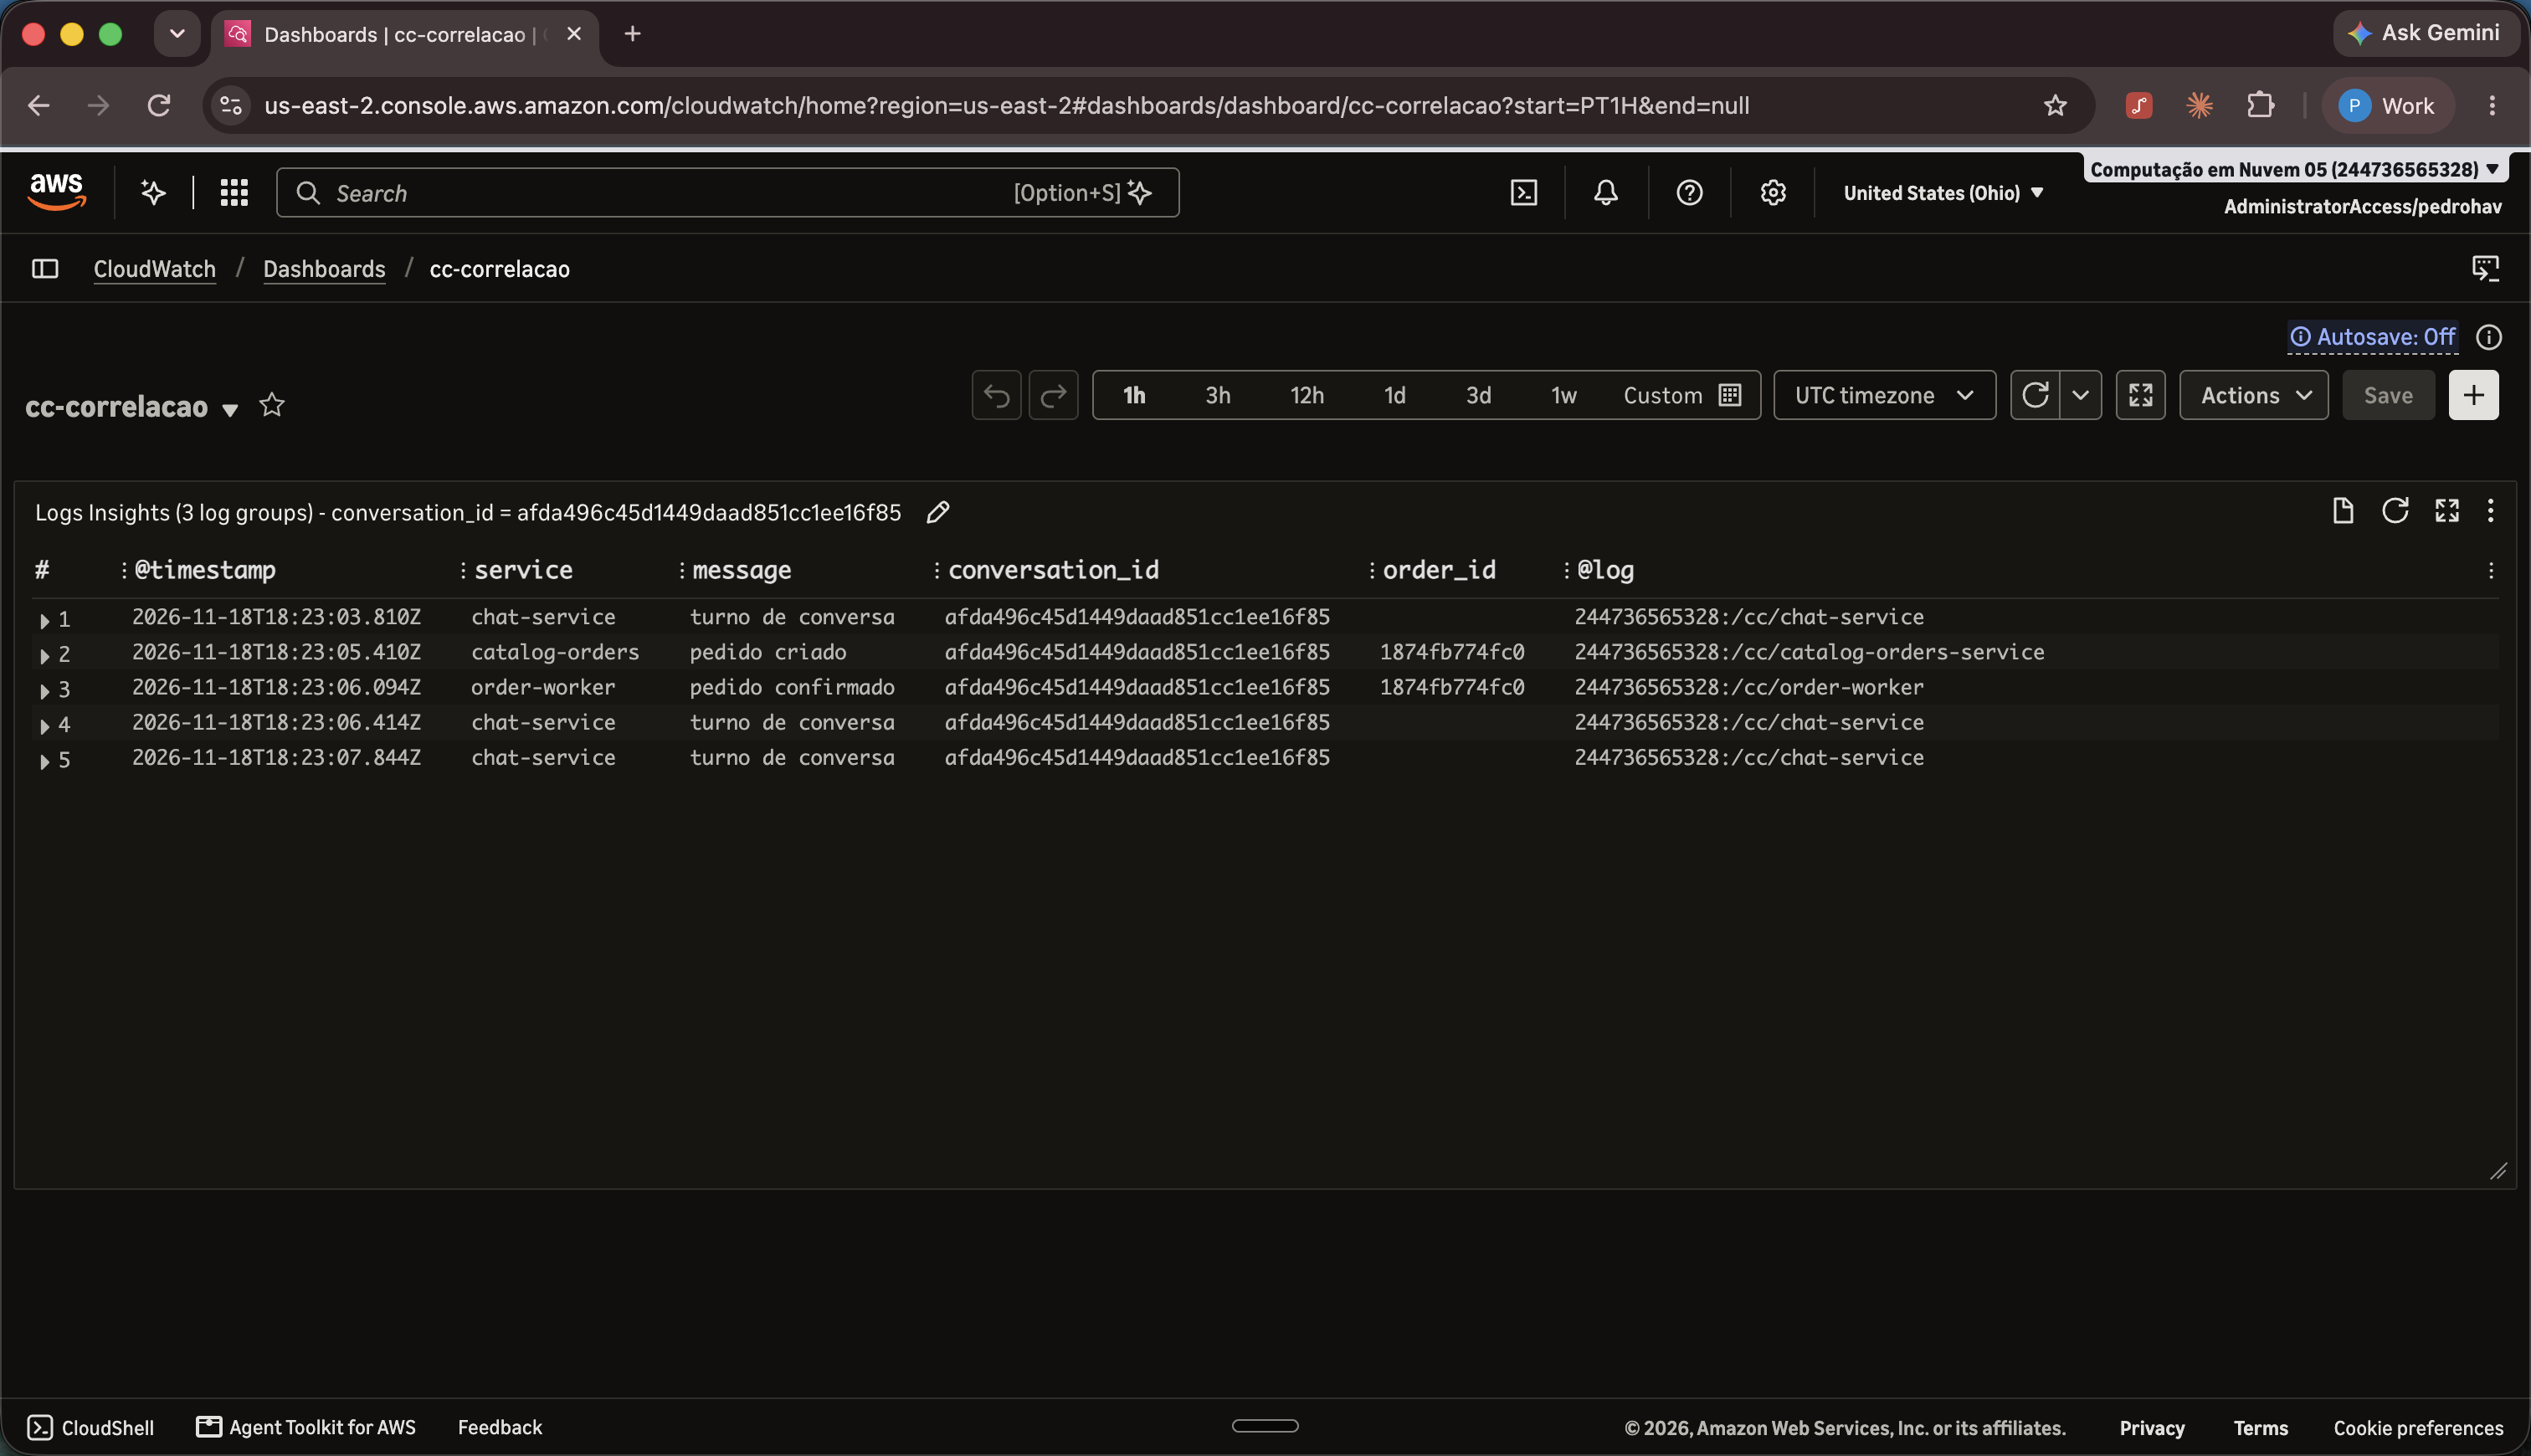 Dashboards | cc-correlacao |
Ask Gemini
us-east-2.console.aws.amazon.com/cloudwatch/home?region=us-east-2#dashboards/dashboard/cc-correlacao?start=PT1H&end=null
P Work
aws
Search [Option+S]
United States (Ohio)
Computação em Nuvem 05 (244736565328)
AdministratorAccess/pedrohav
CloudWatch / Dashboards / cc-correlacao
Autosave: Off
cc-correlacao
1h 3h 12h 1d 3d 1w Custom UTC timezone Actions Save +
Logs Insights (3 log groups) - conversation_id = afda496c45d1449daad851cc1ee16f85
# @timestamp service message conversation_id order_id @log
1 2026-11-18T18:23:03.810Z chat-service turno de conversa afda496c45d1449daad851cc1ee16f85 244736565328:/cc/chat-service
2 2026-11-18T18:23:05.410Z catalog-orders pedido criado afda496c45d1449daad851cc1ee16f85 1874fb774fc0 244736565328:/cc/catalog-orders-service
3 2026-11-18T18:23:06.094Z order-worker pedido confirmado afda496c45d1449daad851cc1ee16f85 1874fb774fc0 244736565328:/cc/order-worker
4 2026-11-18T18:23:06.414Z chat-service turno de conversa afda496c45d1449daad851cc1ee16f85 244736565328:/cc/chat-service
5 2026-11-18T18:23:07.844Z chat-service turno de conversa afda496c45d1449daad851cc1ee16f85 244736565328:/cc/chat-service
CloudShell Agent Toolkit for AWS Feedback © 2026, Amazon Web Services, Inc. or its affiliates. Privacy Terms Cookie preferences